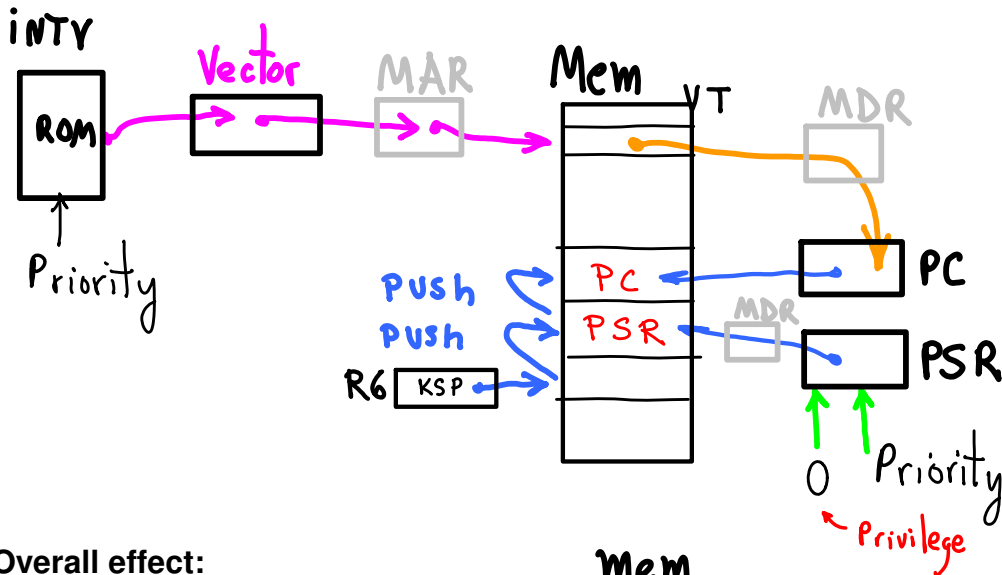 INTV
Vector
MAR
Mem
VT
MDR
ROM
Priority
PC
PC
Push
Push
PSR
MDR
PSR
R6
KSP
0
Priority
Privilege
Overall effect:
mem